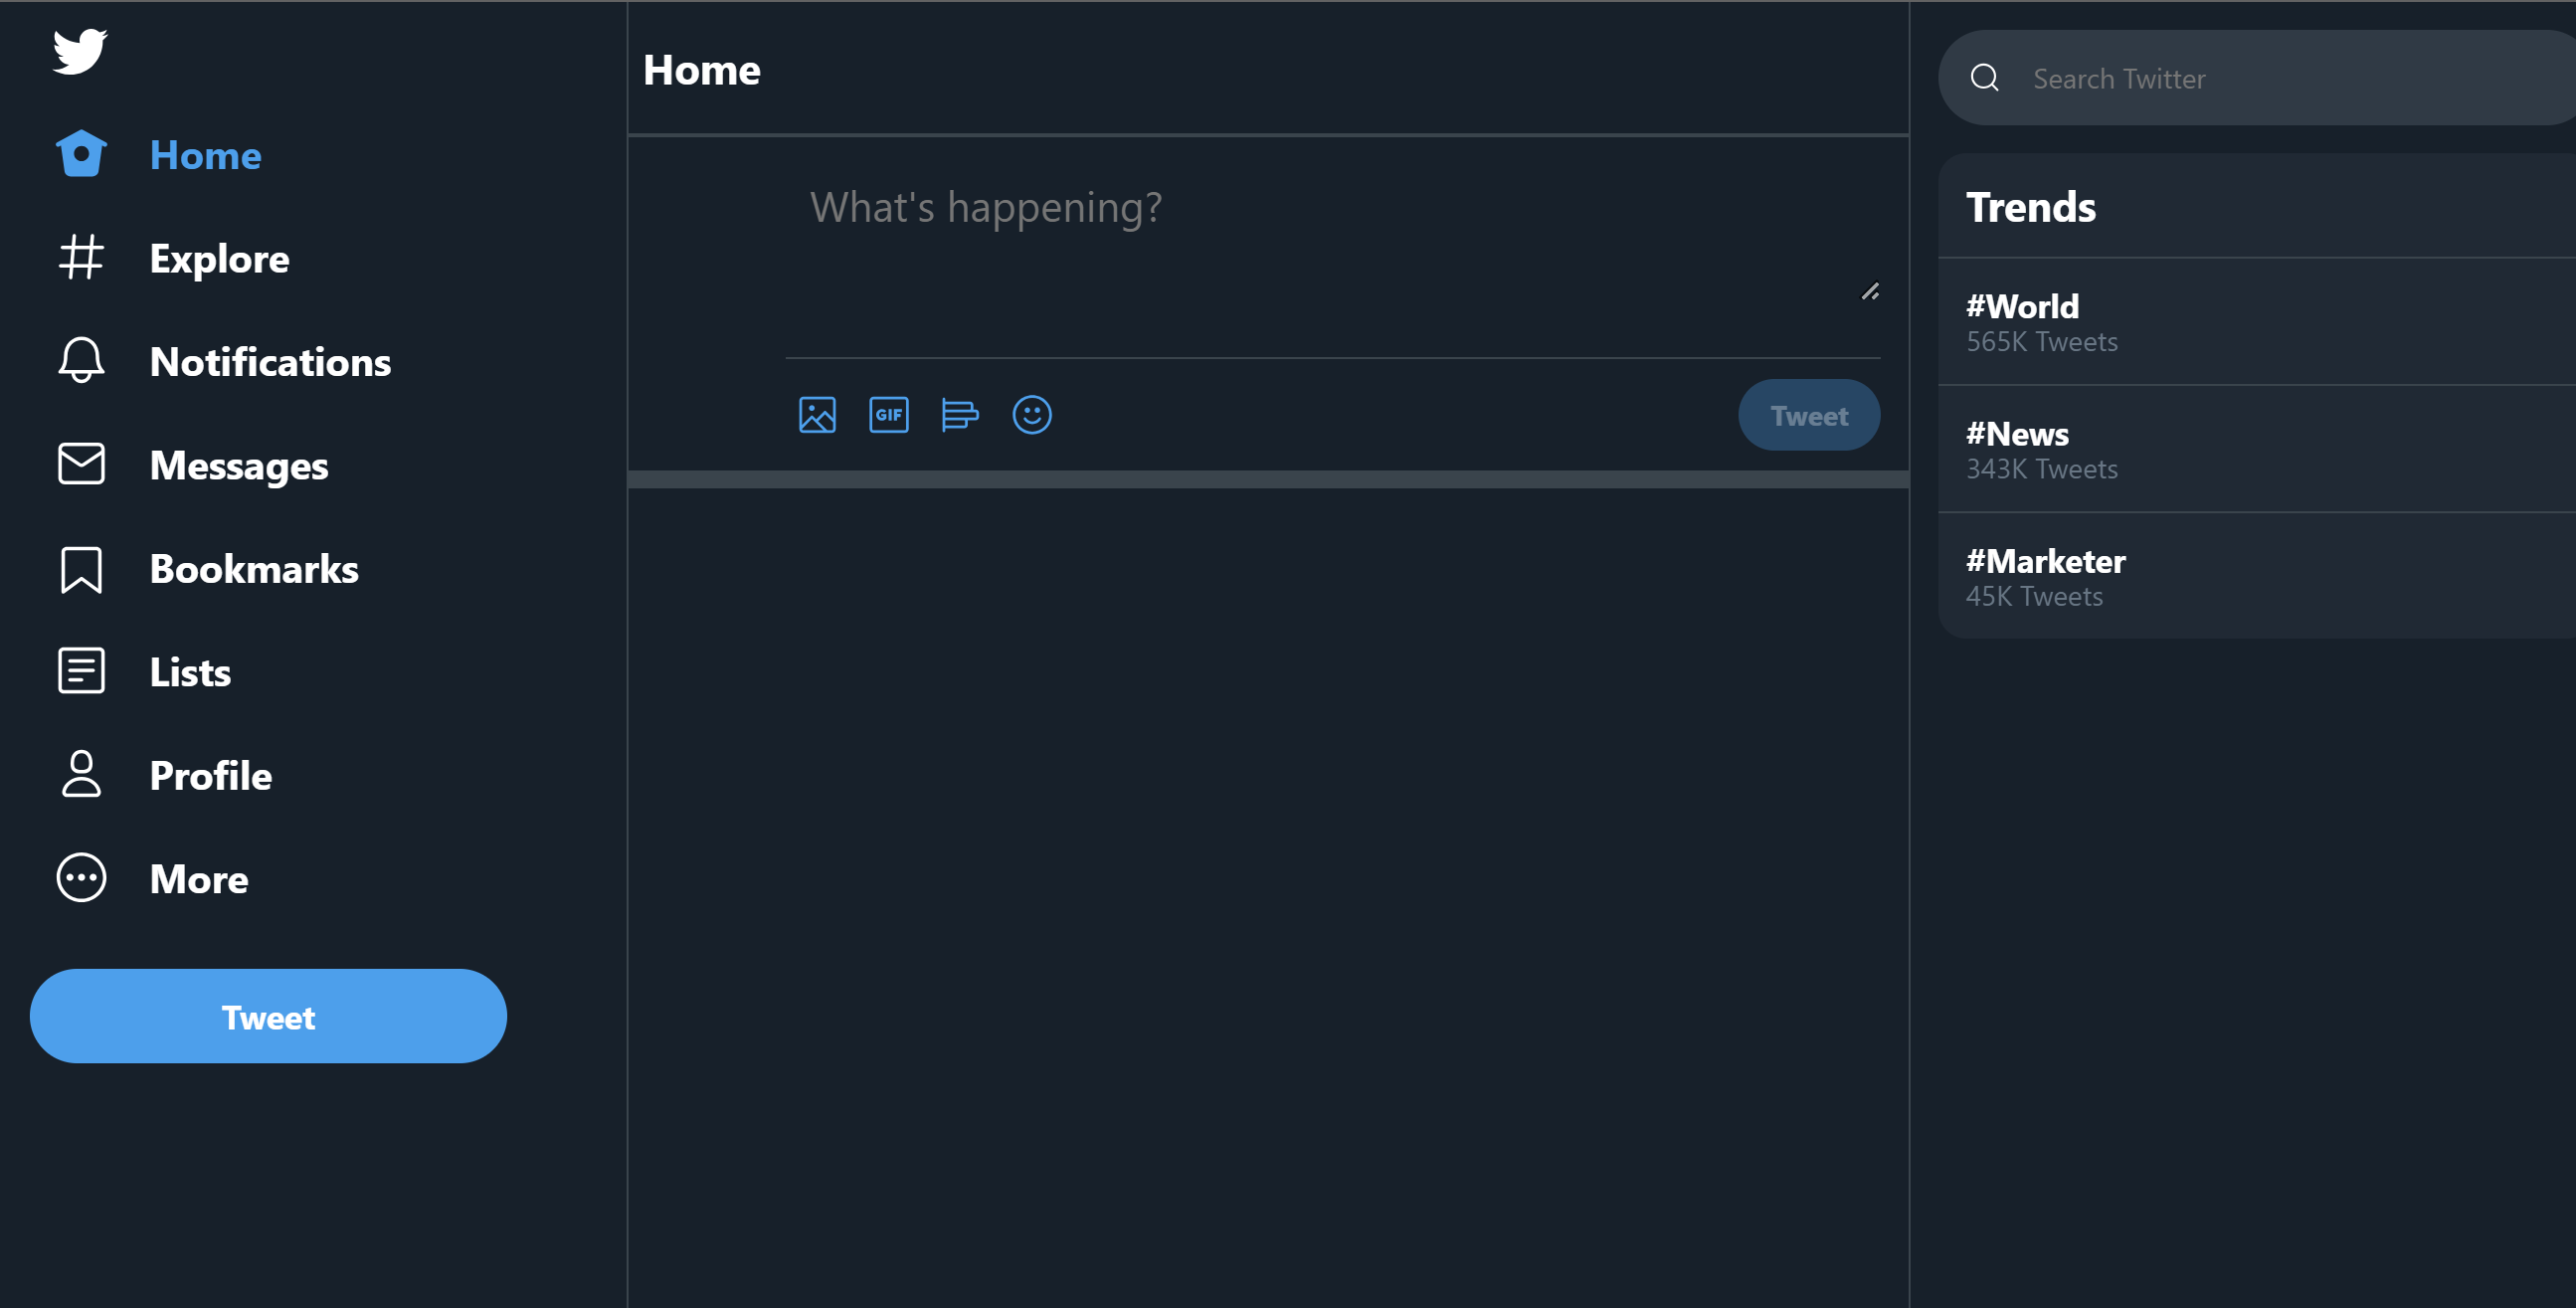 Home
Explore
Notifications
Messages
Bookmarks
Lists
Profile
More
Tweet
Home
What's happening?
GIF
Tweet
Search Twitter
Trends
#World
565K Tweets
#News
343K Tweets
#Marketer
45K Tweets